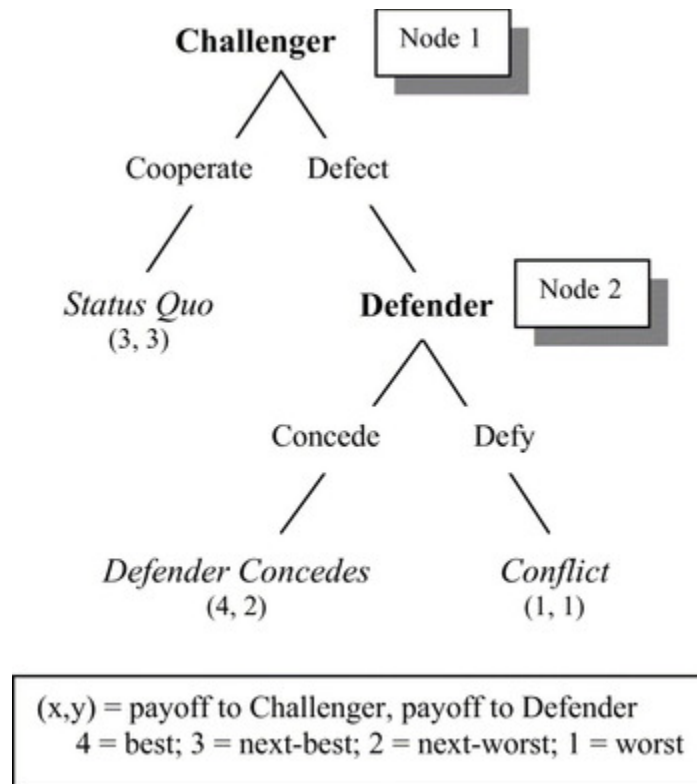 Challenger
Node 1
Cooperate Defect
Status Quo
(3, 3)
Defender
Node 2
Concede Defy
Defender Concedes
(4, 2)
Conflict
(1, 1)
(x,y) = payoff to Challenger, payoff to Defender
4 = best; 3 = next-best; 2 = next-worst; 1 = worst